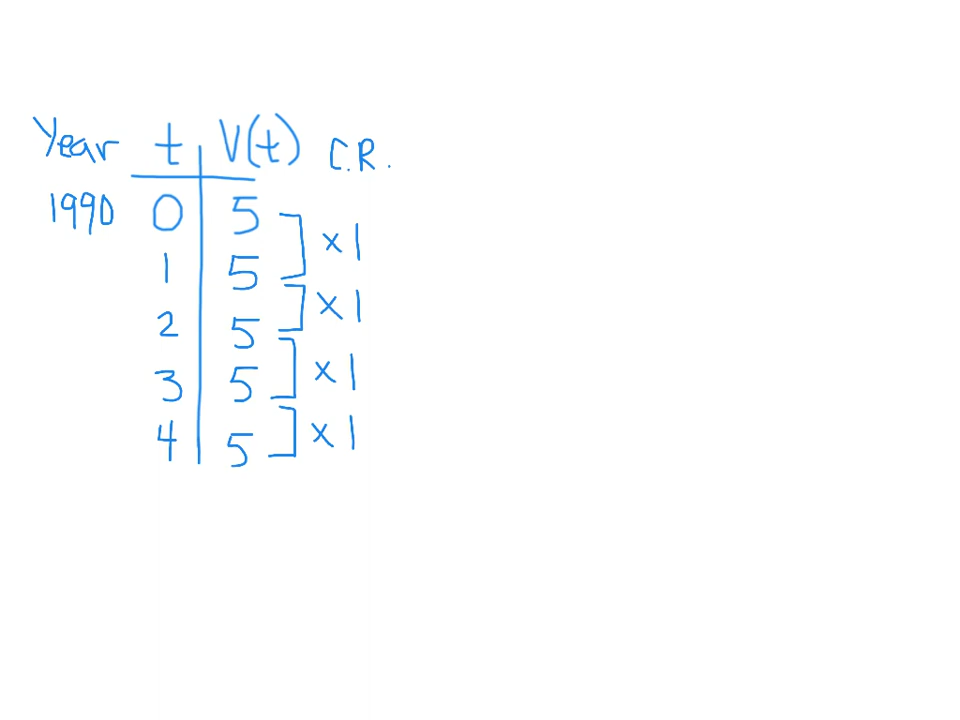 Year t V(t) C.R.
1990 0 5
x 1
1 5
x 1
2 5
x 1
3 5
x 1
4 5